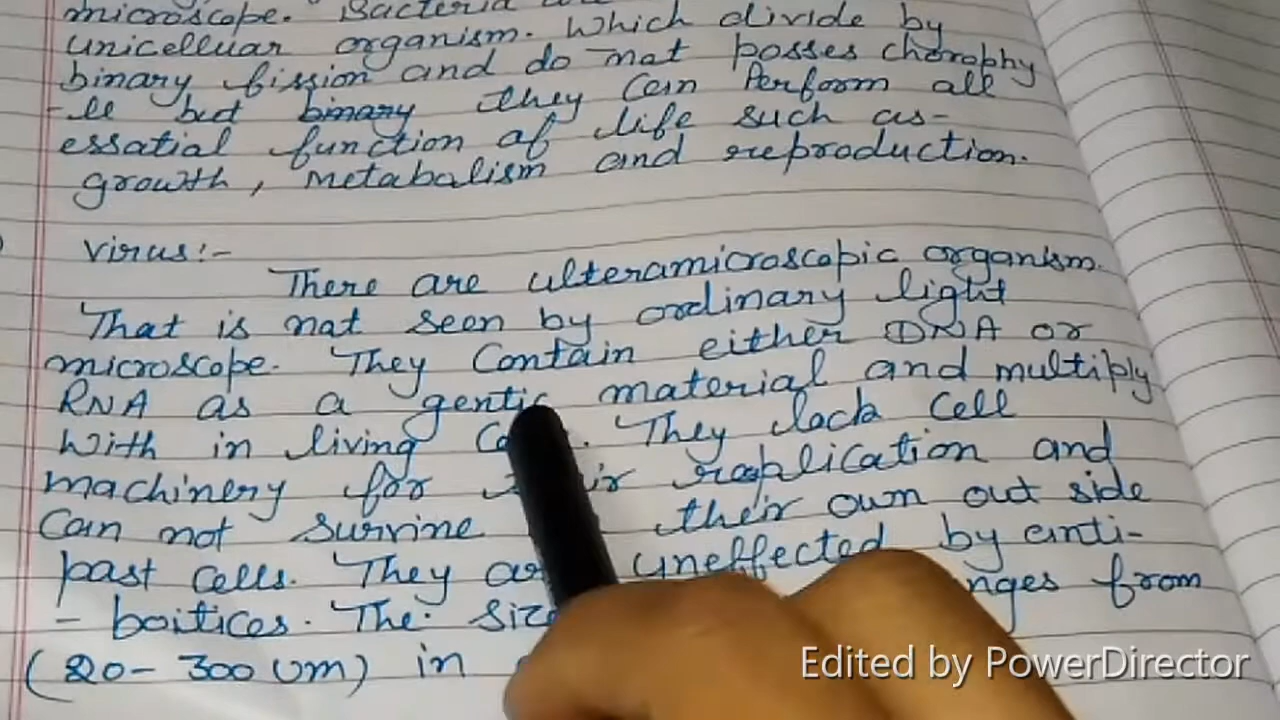 microscope. Bacteria
unicelluar organism. Which divide by
binary fission and do not posses chorophy
-ll but binary they can Perform all
essatial function of life such as-
growth, metabalism and reproduction.
Virus:-
There are ulteramicroscopic organism.
That is not seen by ordinary light
microscope. They Contain either DNA or
RNA as a gentic material and multiply
With in living . They lack Cell
machinery for replication and
Can not survine their own out side
past cells. They uneffected by anti-
- boitices. The size from
(20- 300 um) in
Edited by PowerDirector